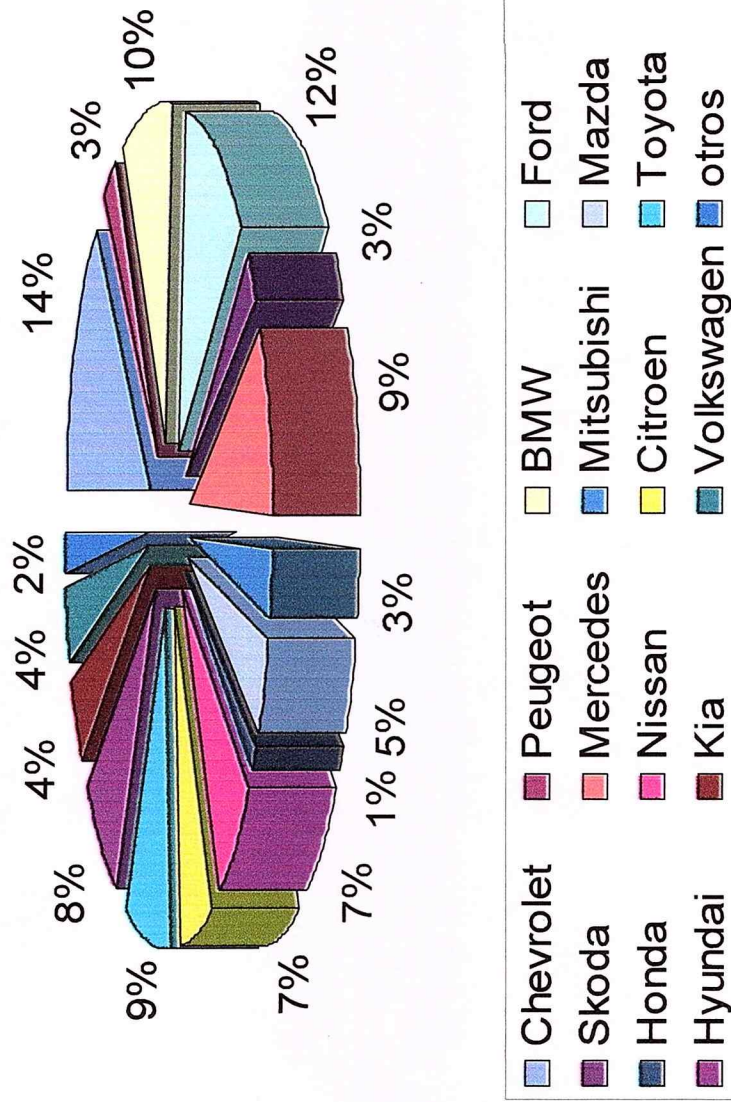 4% 4% 2% 14%
8% 3%
9% 10%
7% 12%
7% 3%
1% 5% 3% 9%
Chevrolet Peugeot BMW Ford
Skoda Mercedes Mitsubishi Mazda
Honda Nissan Citroen Toyota
Hyundai Kia Volkswagen otros